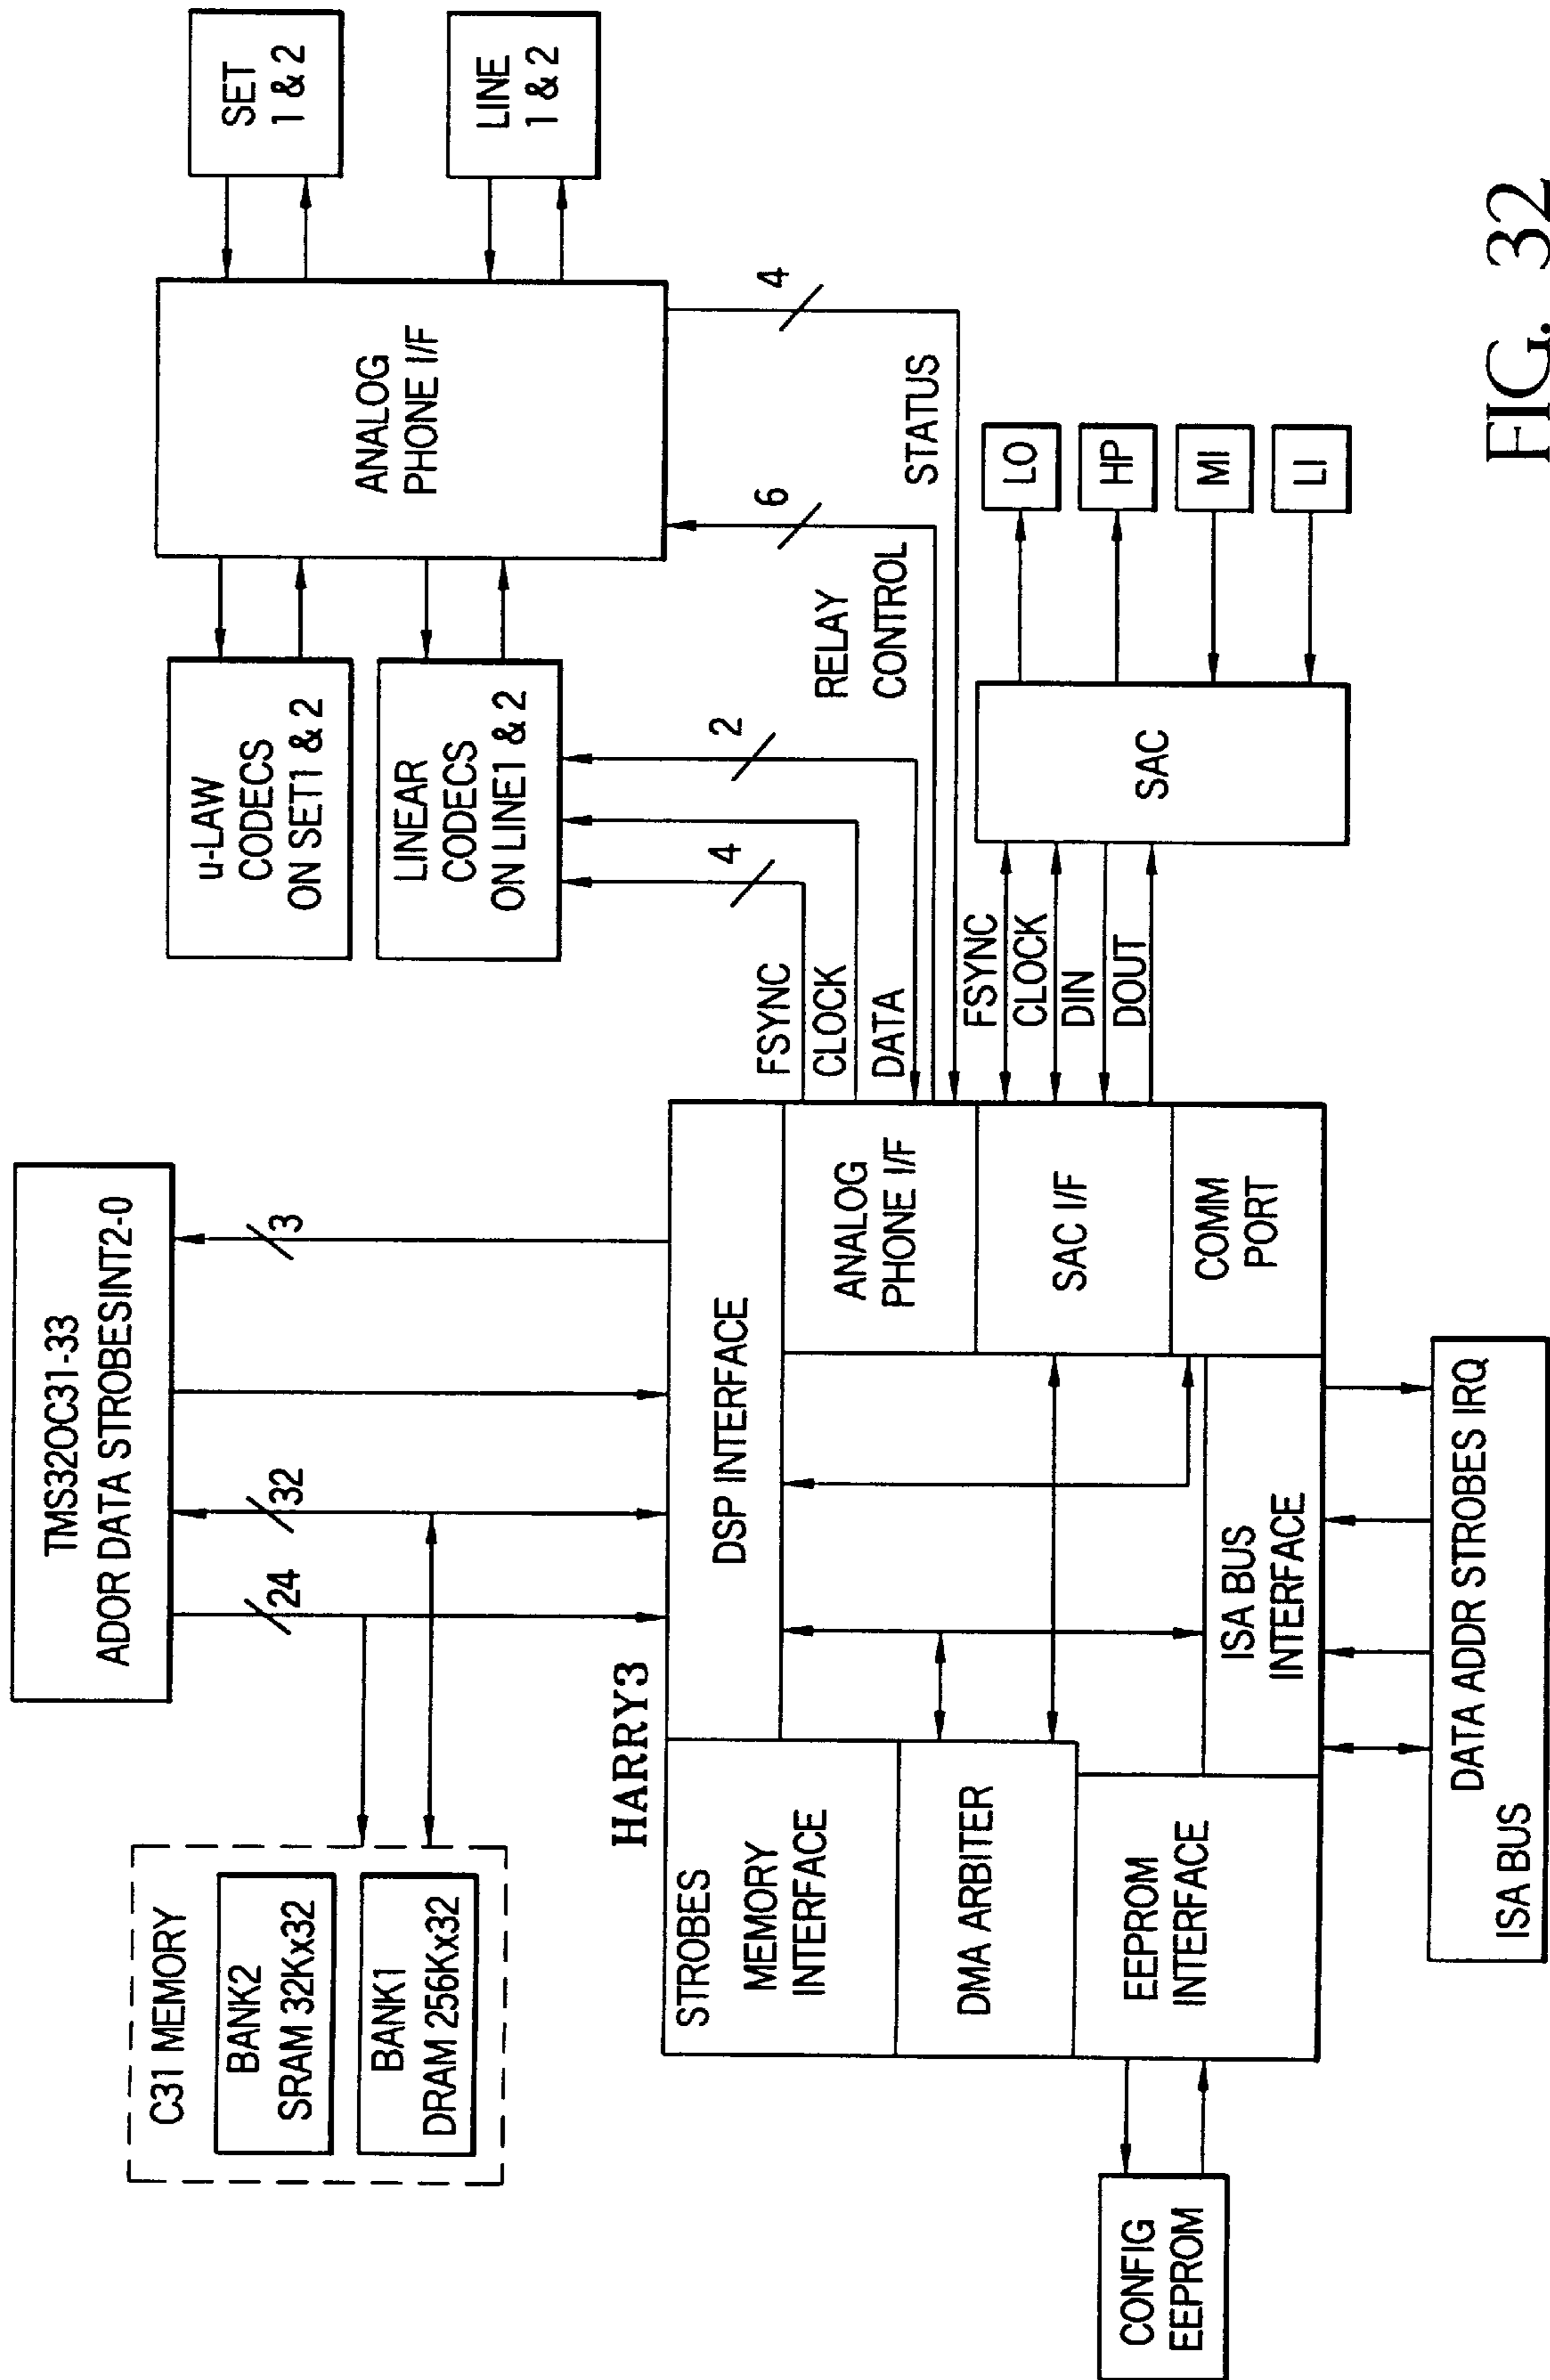 TMS320C31-33
ADOR DATA STROBESINT2-0
24
32
3
C31 MEMORY
BANK2
SRAM 32Kx32
BANK1
DRAM 256Kx32
HARRY3
STROBES
MEMORY
INTERFACE
DSP INTERFACE
DMA ARBITER
EEPROM
INTERFACE
ISA BUS
INTERFACE
ANALOG
PHONE I/F
SAC I/F
COMM
PORT
CONFIG
EEPROM
DATA ADDR STROBES IRQ
ISA BUS
u-LAW
CODECS
ON SET1 & 2
LINEAR
CODECS
ON LINE1 & 2
ANALOG
PHONE I/F
SET
1 & 2
LINE
1 & 2
FSYNC
4
CLOCK
DATA
2
RELAY
CONTROL
6
STATUS
4
FSYNC
CLOCK
DIN
DOUT
SAC
LO
HP
MI
LI
FIG. 32